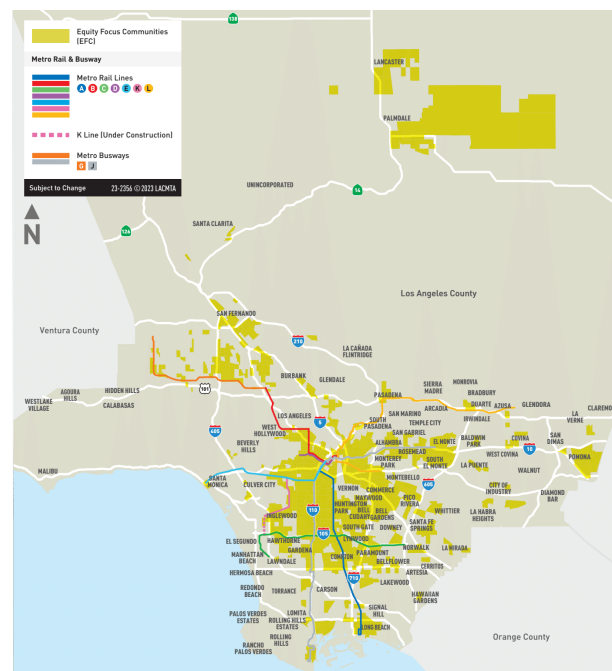 Equity Focus Communities
(EFC)
Metro Rail & Busway
Metro Rail Lines
A B C D E K L
K Line (Under Construction)
Metro Busways
G J
Subject to Change 23-2356 ©2023 LACMTA
N
138
LANCASTER
PALMDALE
UNINCORPORATED
14
SANTA CLARITA
126
Los Angeles County
SAN FERNANDO
Ventura County
210
LA CAÑADA
FLINTRIDGE
BURBANK
GLENDALE
SIERRA
MADRE
MONROVIA
BRADBURY
DUARTE
AZUSA
GLENDORA
LA
VERNE
CLAREMO
PASADENA
ARCADIA
IRWINDALE
AGOURA
HILLS
HIDDEN HILLS
101
WESTLAKE
VILLAGE
CALABASAS
LOS ANGELES
5
SOUTH
PASADENA
SAN MARINO
TEMPLE CITY
SAN GABRIEL
WEST
HOLLYWOOD
405
BEVERLY
HILLS
ALHAMBRA
ROSEMEAD
EL MONTE
BALDWIN
PARK
COVINA
SAN
DIMAS
10
WEST COVINA
POMONA
MONTEREY
PARK
SOUTH
EL MONTE
LA PUENTE
WALNUT
MALIBU
SANTA
MONICA
CULVER CITY
VERNON
COMMERCE
MONTEBELLO
605
CITY OF
INDUSTRY
DIAMOND
BAR
MAYWOOD
HUNTINGTON
PARK
BELL
CUDAHY
BELL
GARDENS
PICO
RIVERA
WHITTIER
LA HABRA
HEIGHTS
INGLEWOOD
110
SOUTH GATE
DOWNEY
SANTA FE
SPRINGS
EL SEGUNDO
HAWTHORNE
105
LYNWOOD
NORWALK
LA MIRADA
MANHATTAN
BEACH
LAWNDALE
GARDENA
COMPTON
PARAMOUNT
BELLFLOWER
CERRITOS
ARTESIA
HERMOSA BEACH
710
REDONDO
BEACH
TORRANCE
CARSON
LAKEWOOD
HAWAIIAN
GARDENS
PALOS VERDES
ESTATES
LOMITA
ROLLING HILLS
ESTATES
SIGNAL
HILL
ROLLING
HILLS
LONG BEACH
RANCHO
PALOS VERDES
Orange County